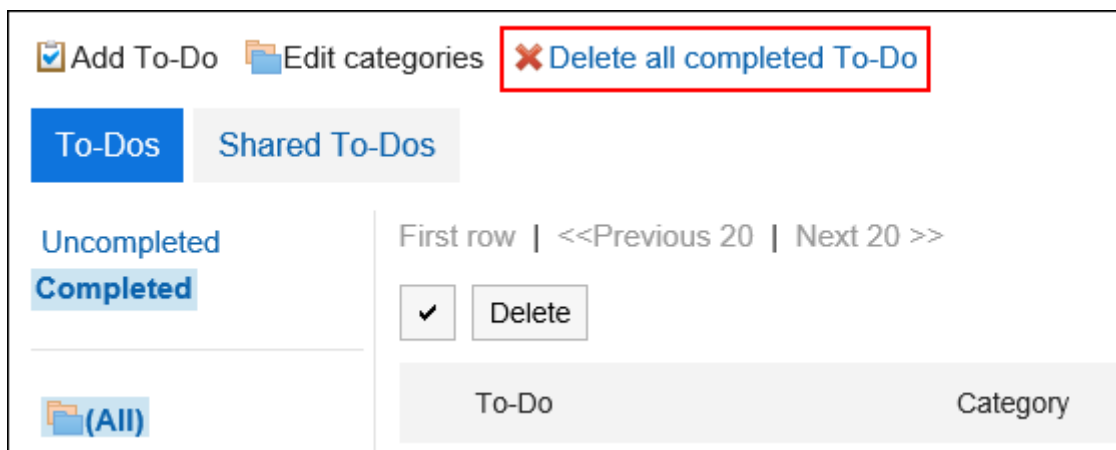 Add To-Do Edit categories Delete all completed To-Do
To-Dos Shared To-Dos
Uncompleted
Completed
(All)
First row | <<Previous 20 | Next 20 >>
Delete
To-Do Category